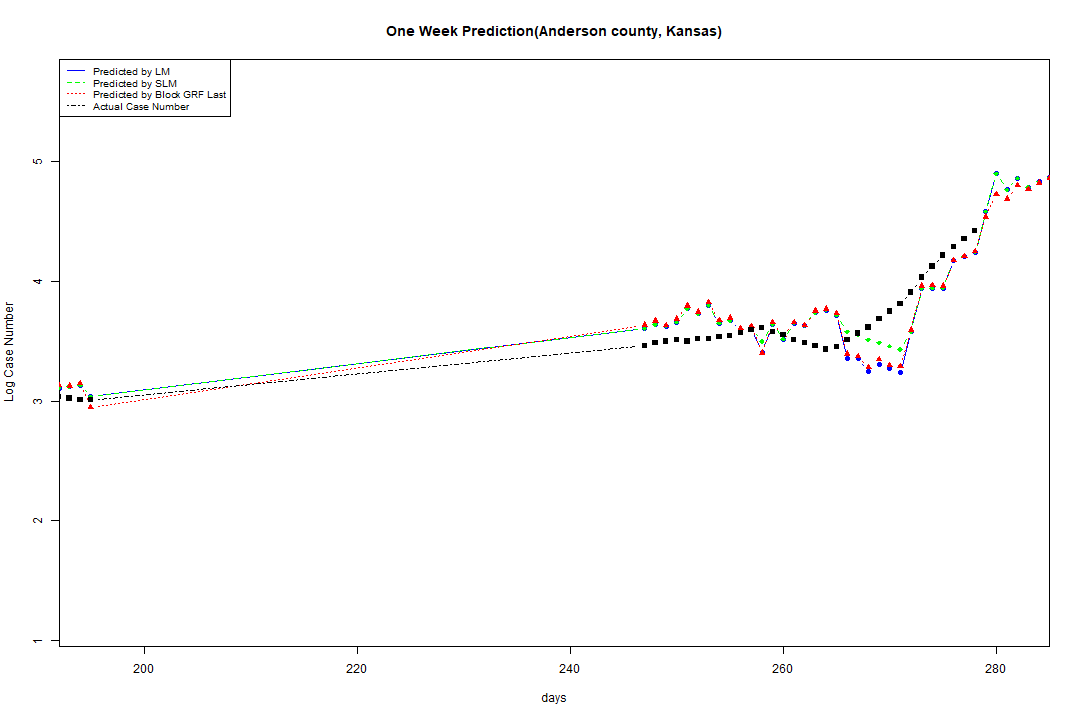 One Week Prediction(Anderson county, Kansas)
Predicted by LM
Predicted by SLM
Predicted by Block GRF Last
Actual Case Number
Log Case Number
5
4
3
2
1
200 220 240 260 280
days